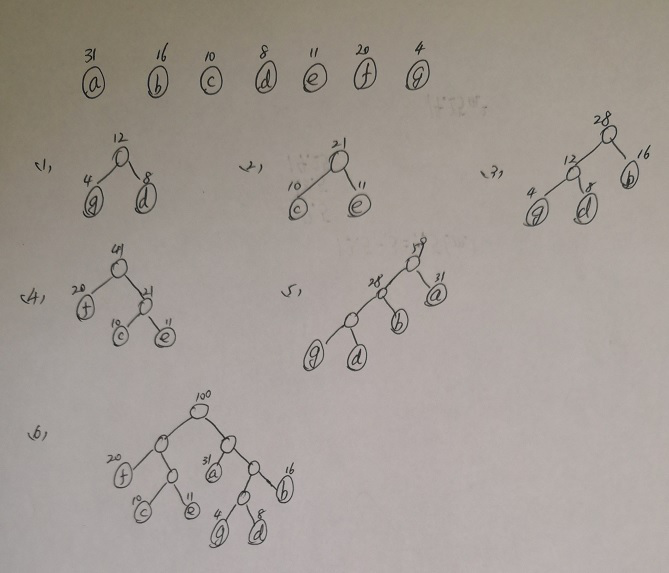 31 16 10 8 11 20 4
a b c d e f g
(1) (2) (3)
12 21 28
4 8 10 11 12 16
g d c e 4 8 b
g d
(4) (5)
41 59
20 21 28 31
f 10 11 b a
c e g d
(6)
100
20 31 16
f a b
10 11 4 8
c e g d